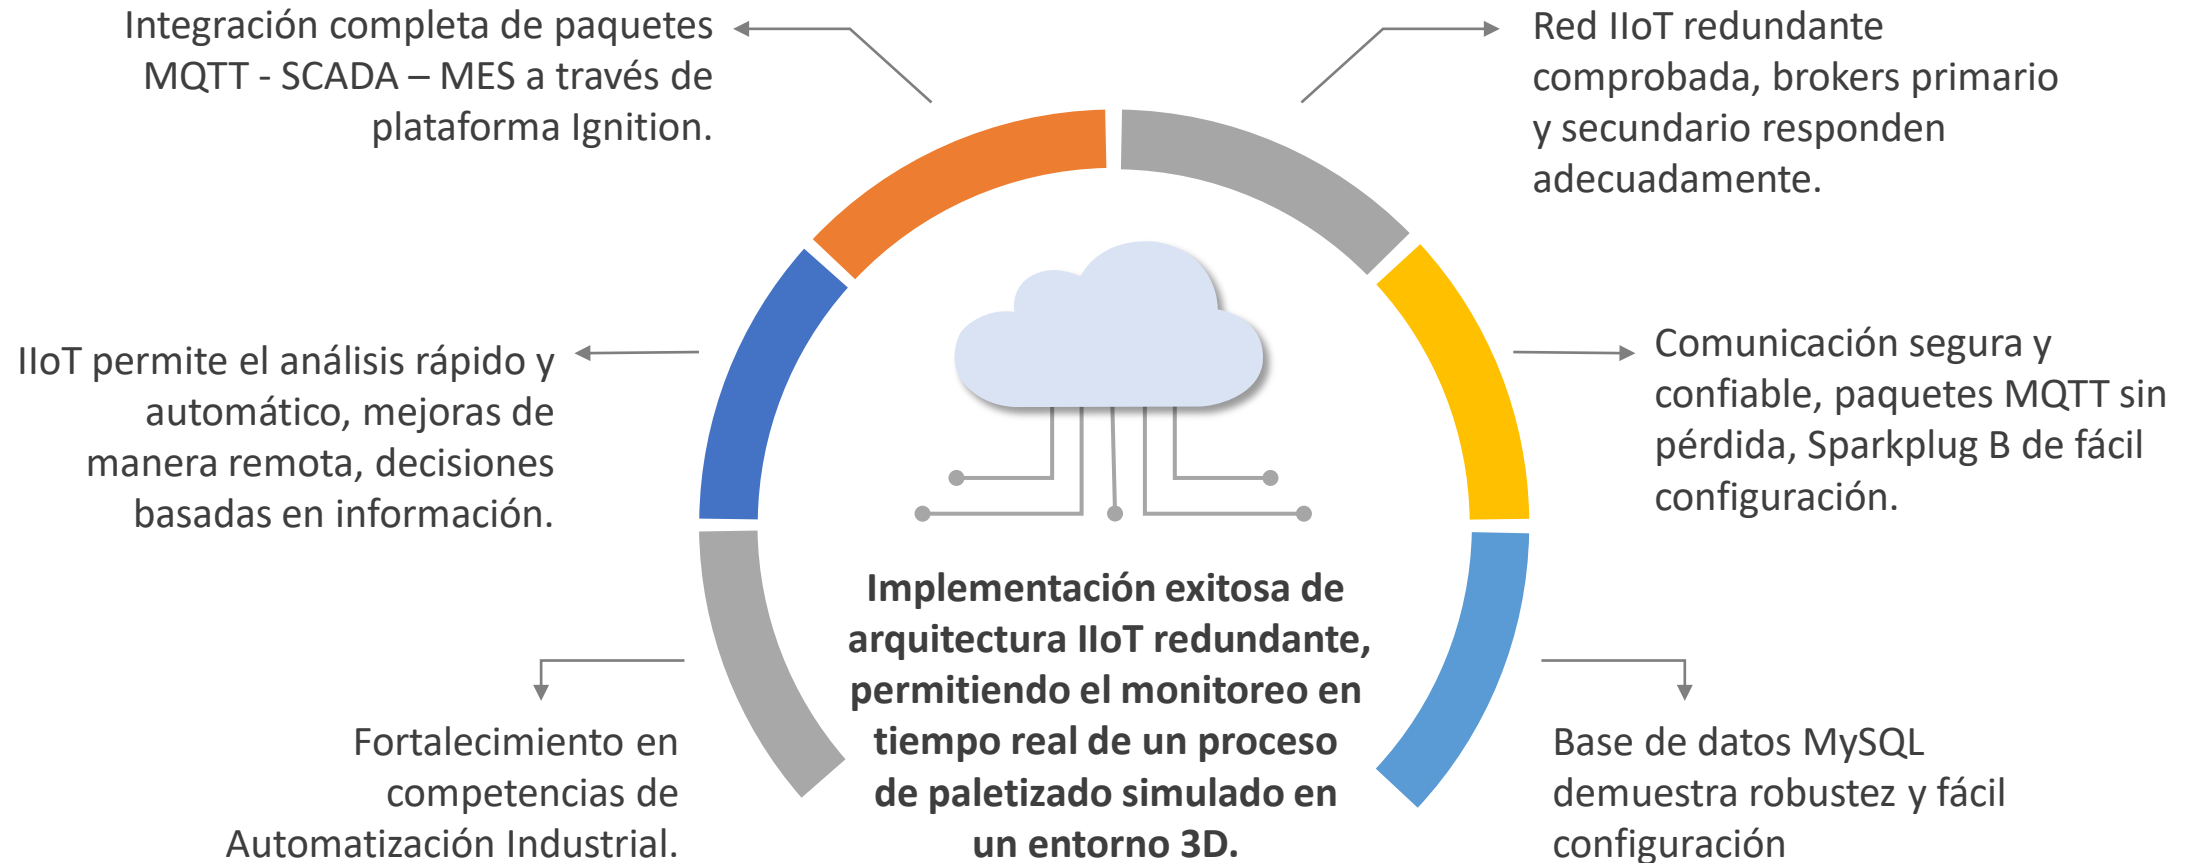 Integración completa de paquetes
MQTT - SCADA – MES a través de
plataforma Ignition.
Red IIoT redundante
comprobada, brokers primario
y secundario responden
adecuadamente.
IIoT permite el análisis rápido y
automático, mejoras de
manera remota, decisiones
basadas en información.
Comunicación segura y
confiable, paquetes MQTT sin
pérdida, Sparkplug B de fácil
configuración.
Fortalecimiento en
competencias de
Automatización Industrial.
Implementación exitosa de
arquitectura IIoT redundante,
permitiendo el monitoreo en
tiempo real de un proceso
de paletizado simulado en
un entorno 3D.
Base de datos MySQL
demuestra robustez y fácil
configuración